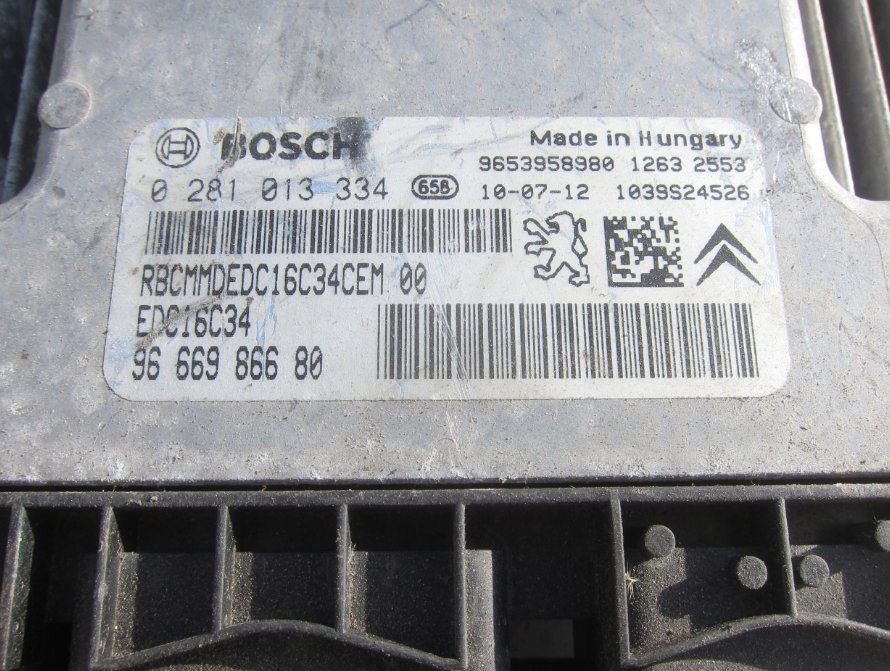 BOSCH
Made in Hungary
9653958980 1263 2553
0 281 013 334 658
10-07-12 1039S24526
RBCMMDEDC16C34CEM 00
EDC16C34
96 669 866 80